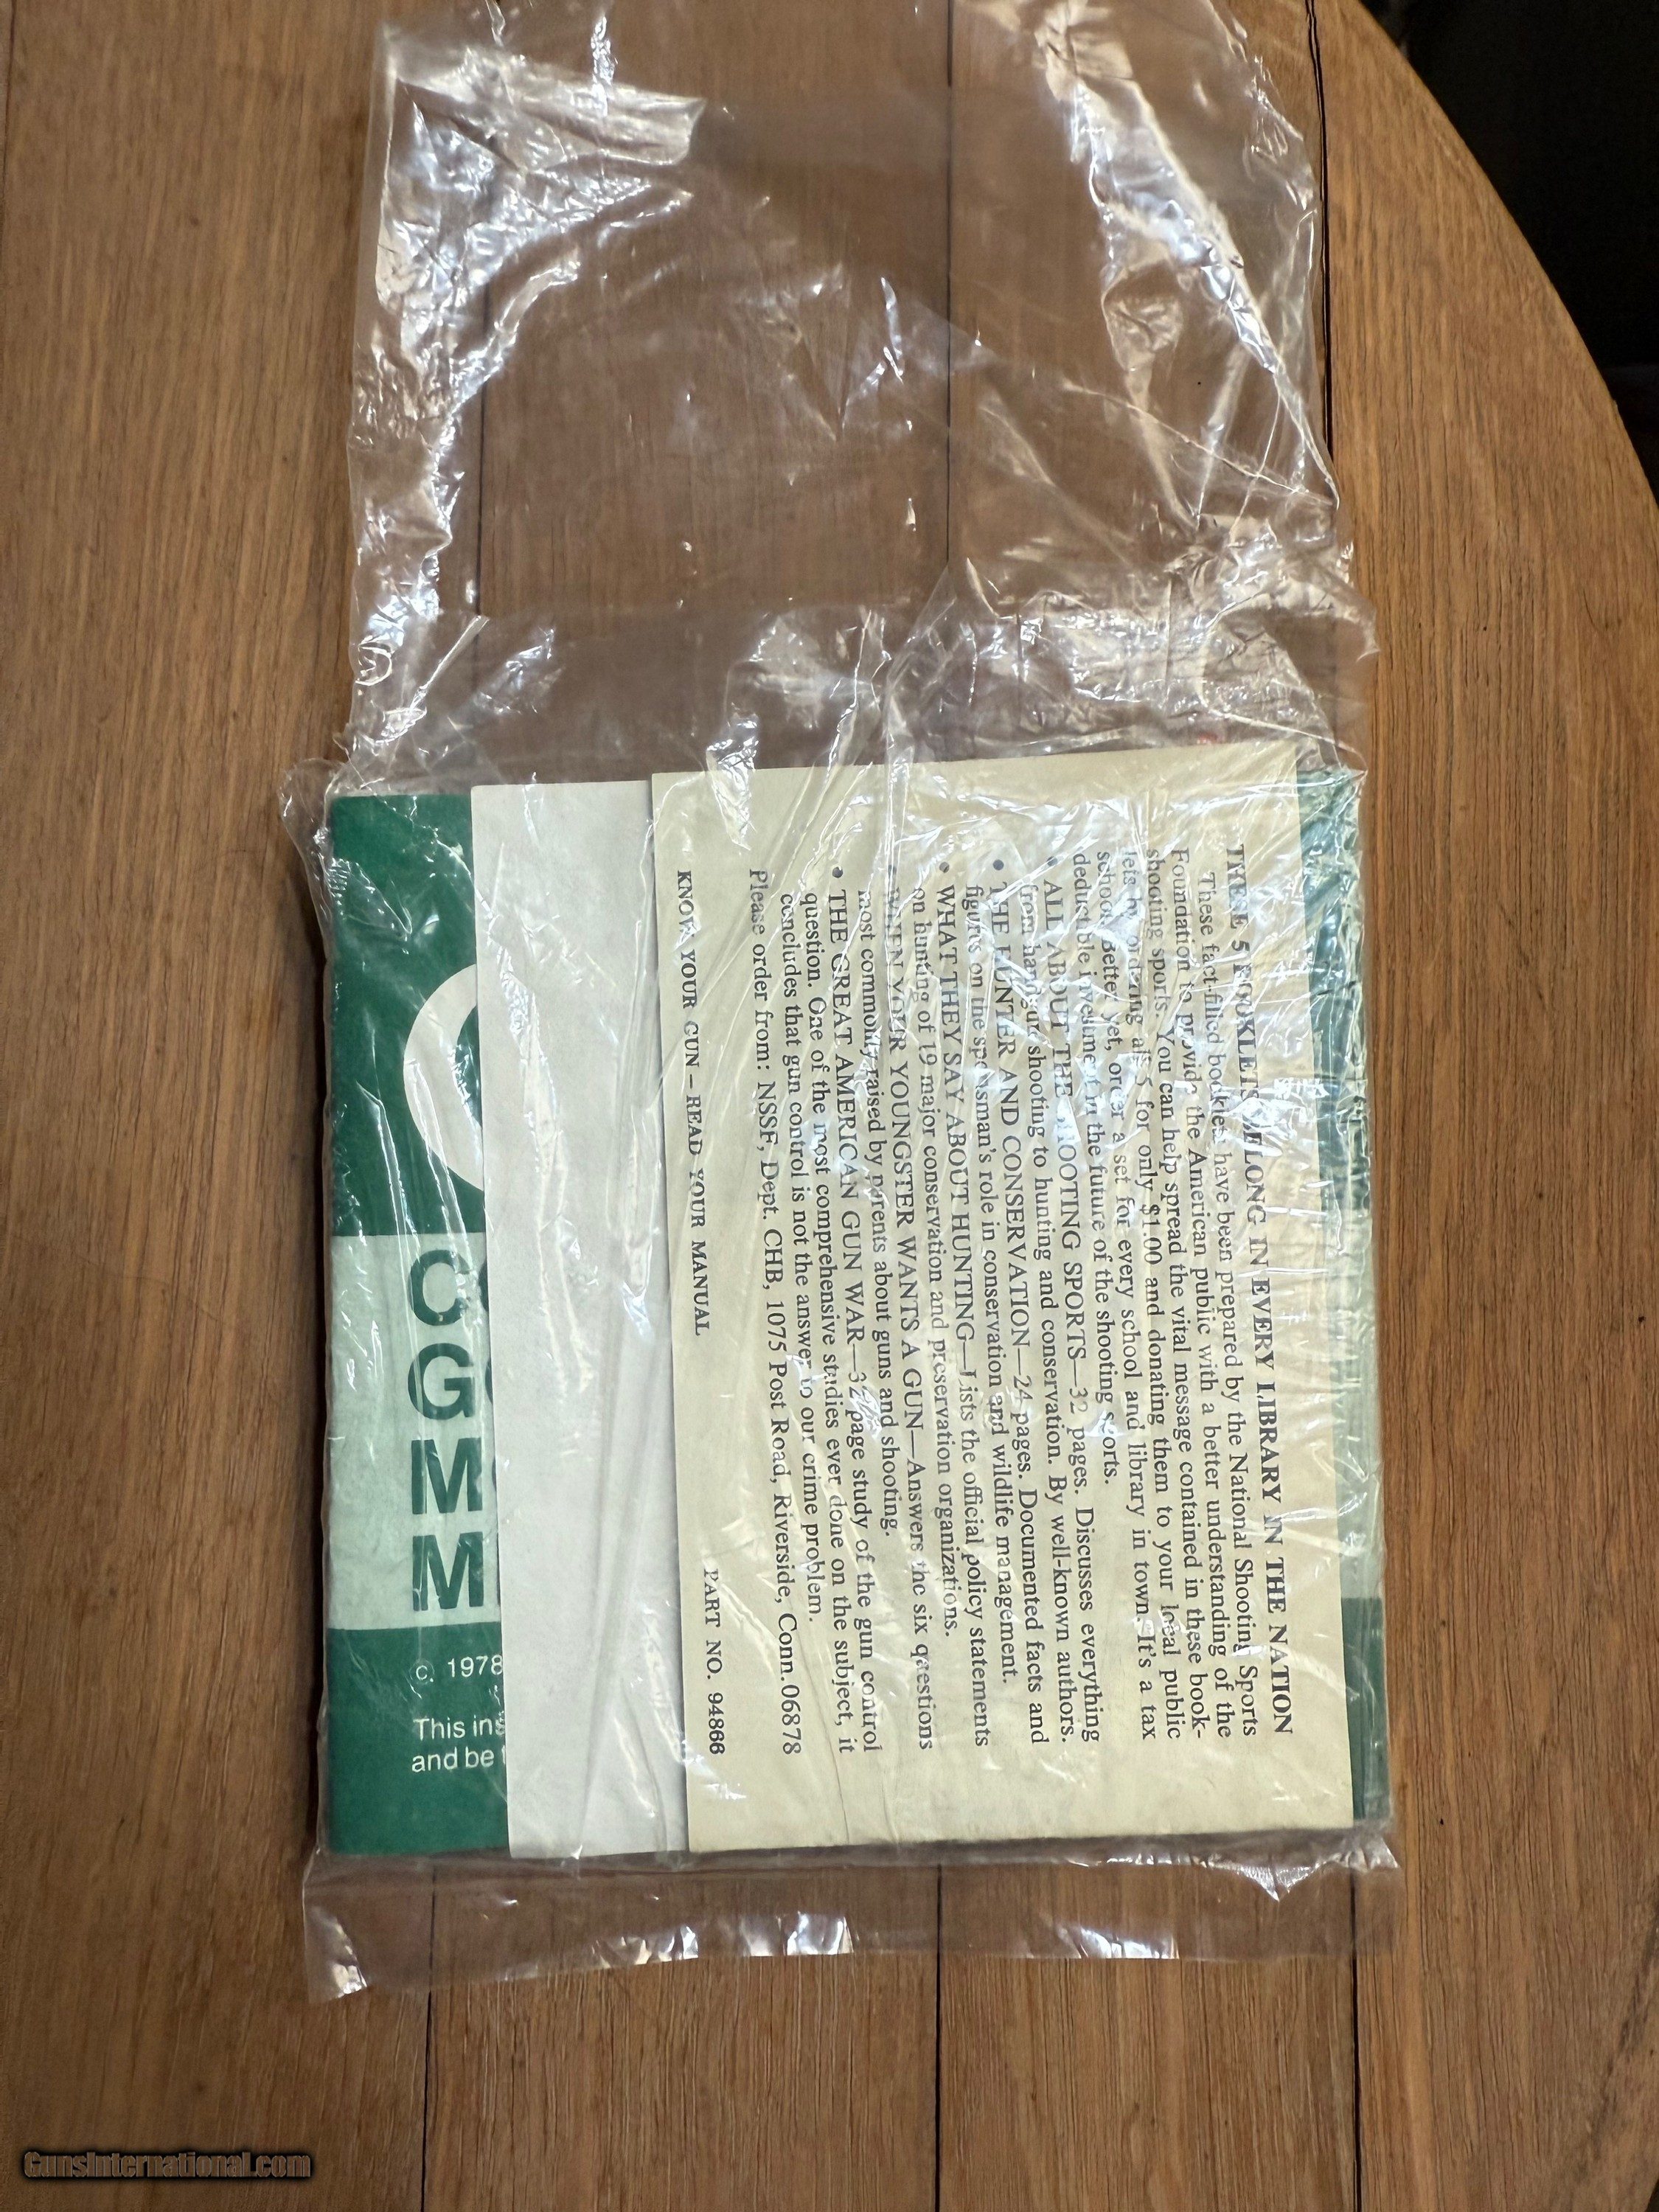 THESE 5 BOOKLETS BELONG IN EVERY LIBRARY IN THE NATION
These fact-filled booklets have been prepared by the National Shooting Sports
Foundation to provide the American public with a better understanding of the
shooting sports. You can help spread the vital message contained in these book-
lets by ordering all 5 for only $1.00 and donating them to your local public
school. Better yet, order a set for every school and library in town. It's a tax
deductible investment in the future of the shooting sports.
• ALL ABOUT THE SHOOTING SPORTS—32 pages. Discusses everything
from handgun shooting to hunting and conservation. By well-known authors.
• THE HUNTER AND CONSERVATION—24 pages. Documented facts and
figures on the sportsman's role in conservation and wildlife management.
• WHAT THEY SAY ABOUT HUNTING—Lists the official policy statements
on hunting of 19 major conservation and preservation organizations.
• WHEN YOUR YOUNGSTER WANTS A GUN—Answers the six questions
most commonly raised by parents about guns and shooting.
• THE GREAT AMERICAN GUN WAR—32 page study of the gun control
question. One of the most comprehensive studies ever done on the subject, it
concludes that gun control is not the answer to our crime problem.
Please order from: NSSF, Dept. CHB, 1075 Post Road, Riverside, Conn. 06878
KNOW YOUR GUN – READ YOUR MANUAL PART NO. 94866
C
G
M
M
c. 1978
This ins
and be
GunsInternational.com